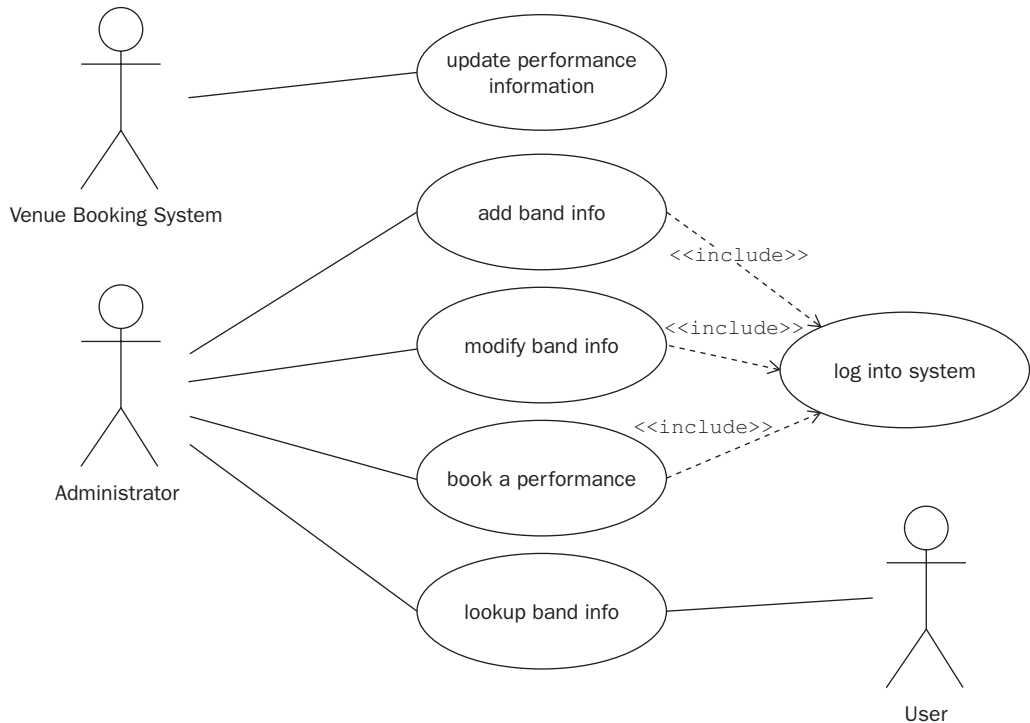 update performance
information
Venue Booking System
add band info
<<include>>
modify band info
<<include>>
log into system
<<include>>
book a performance
Administrator
lookup band info
User